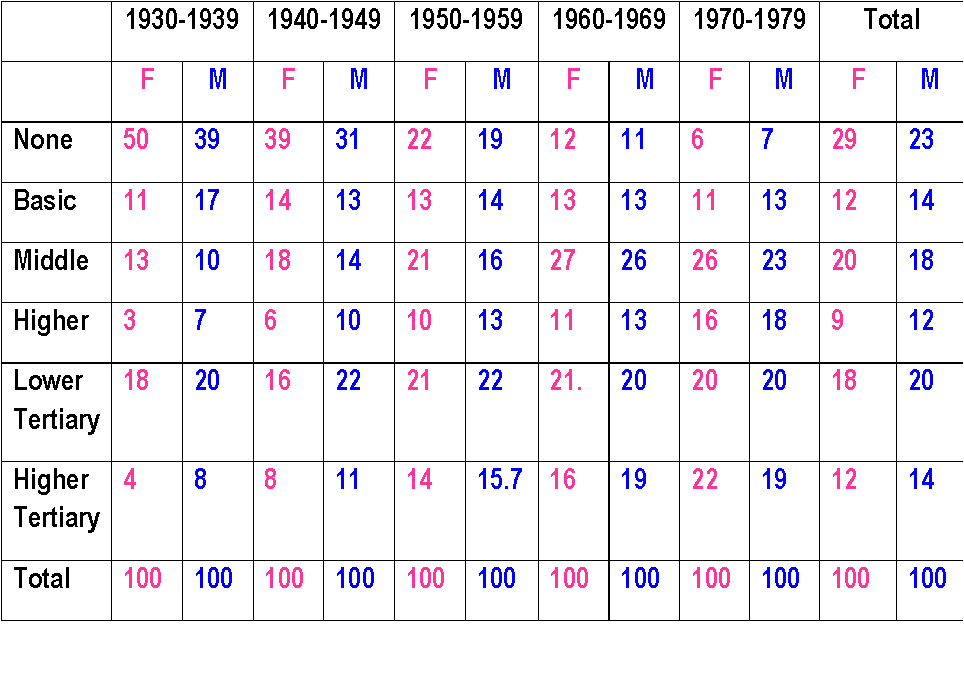 1930-1939 1940-1949 1950-1959 1960-1969 1970-1979 Total
F M F M F M F M F M F M
None 50 39 39 31 22 19 12 11 6 7 29 23
Basic 11 17 14 13 13 14 13 13 11 13 12 14
Middle 13 10 18 14 21 16 27 26 26 23 20 18
Higher 3 7 6 10 10 13 11 13 16 18 9 12
Lower 18 20 16 22 21 22 21. 20 20 20 18 20
Tertiary
Higher 4 8 8 11 14 15.7 16 19 22 19 12 14
Tertiary
Total 100 100 100 100 100 100 100 100 100 100 100 100